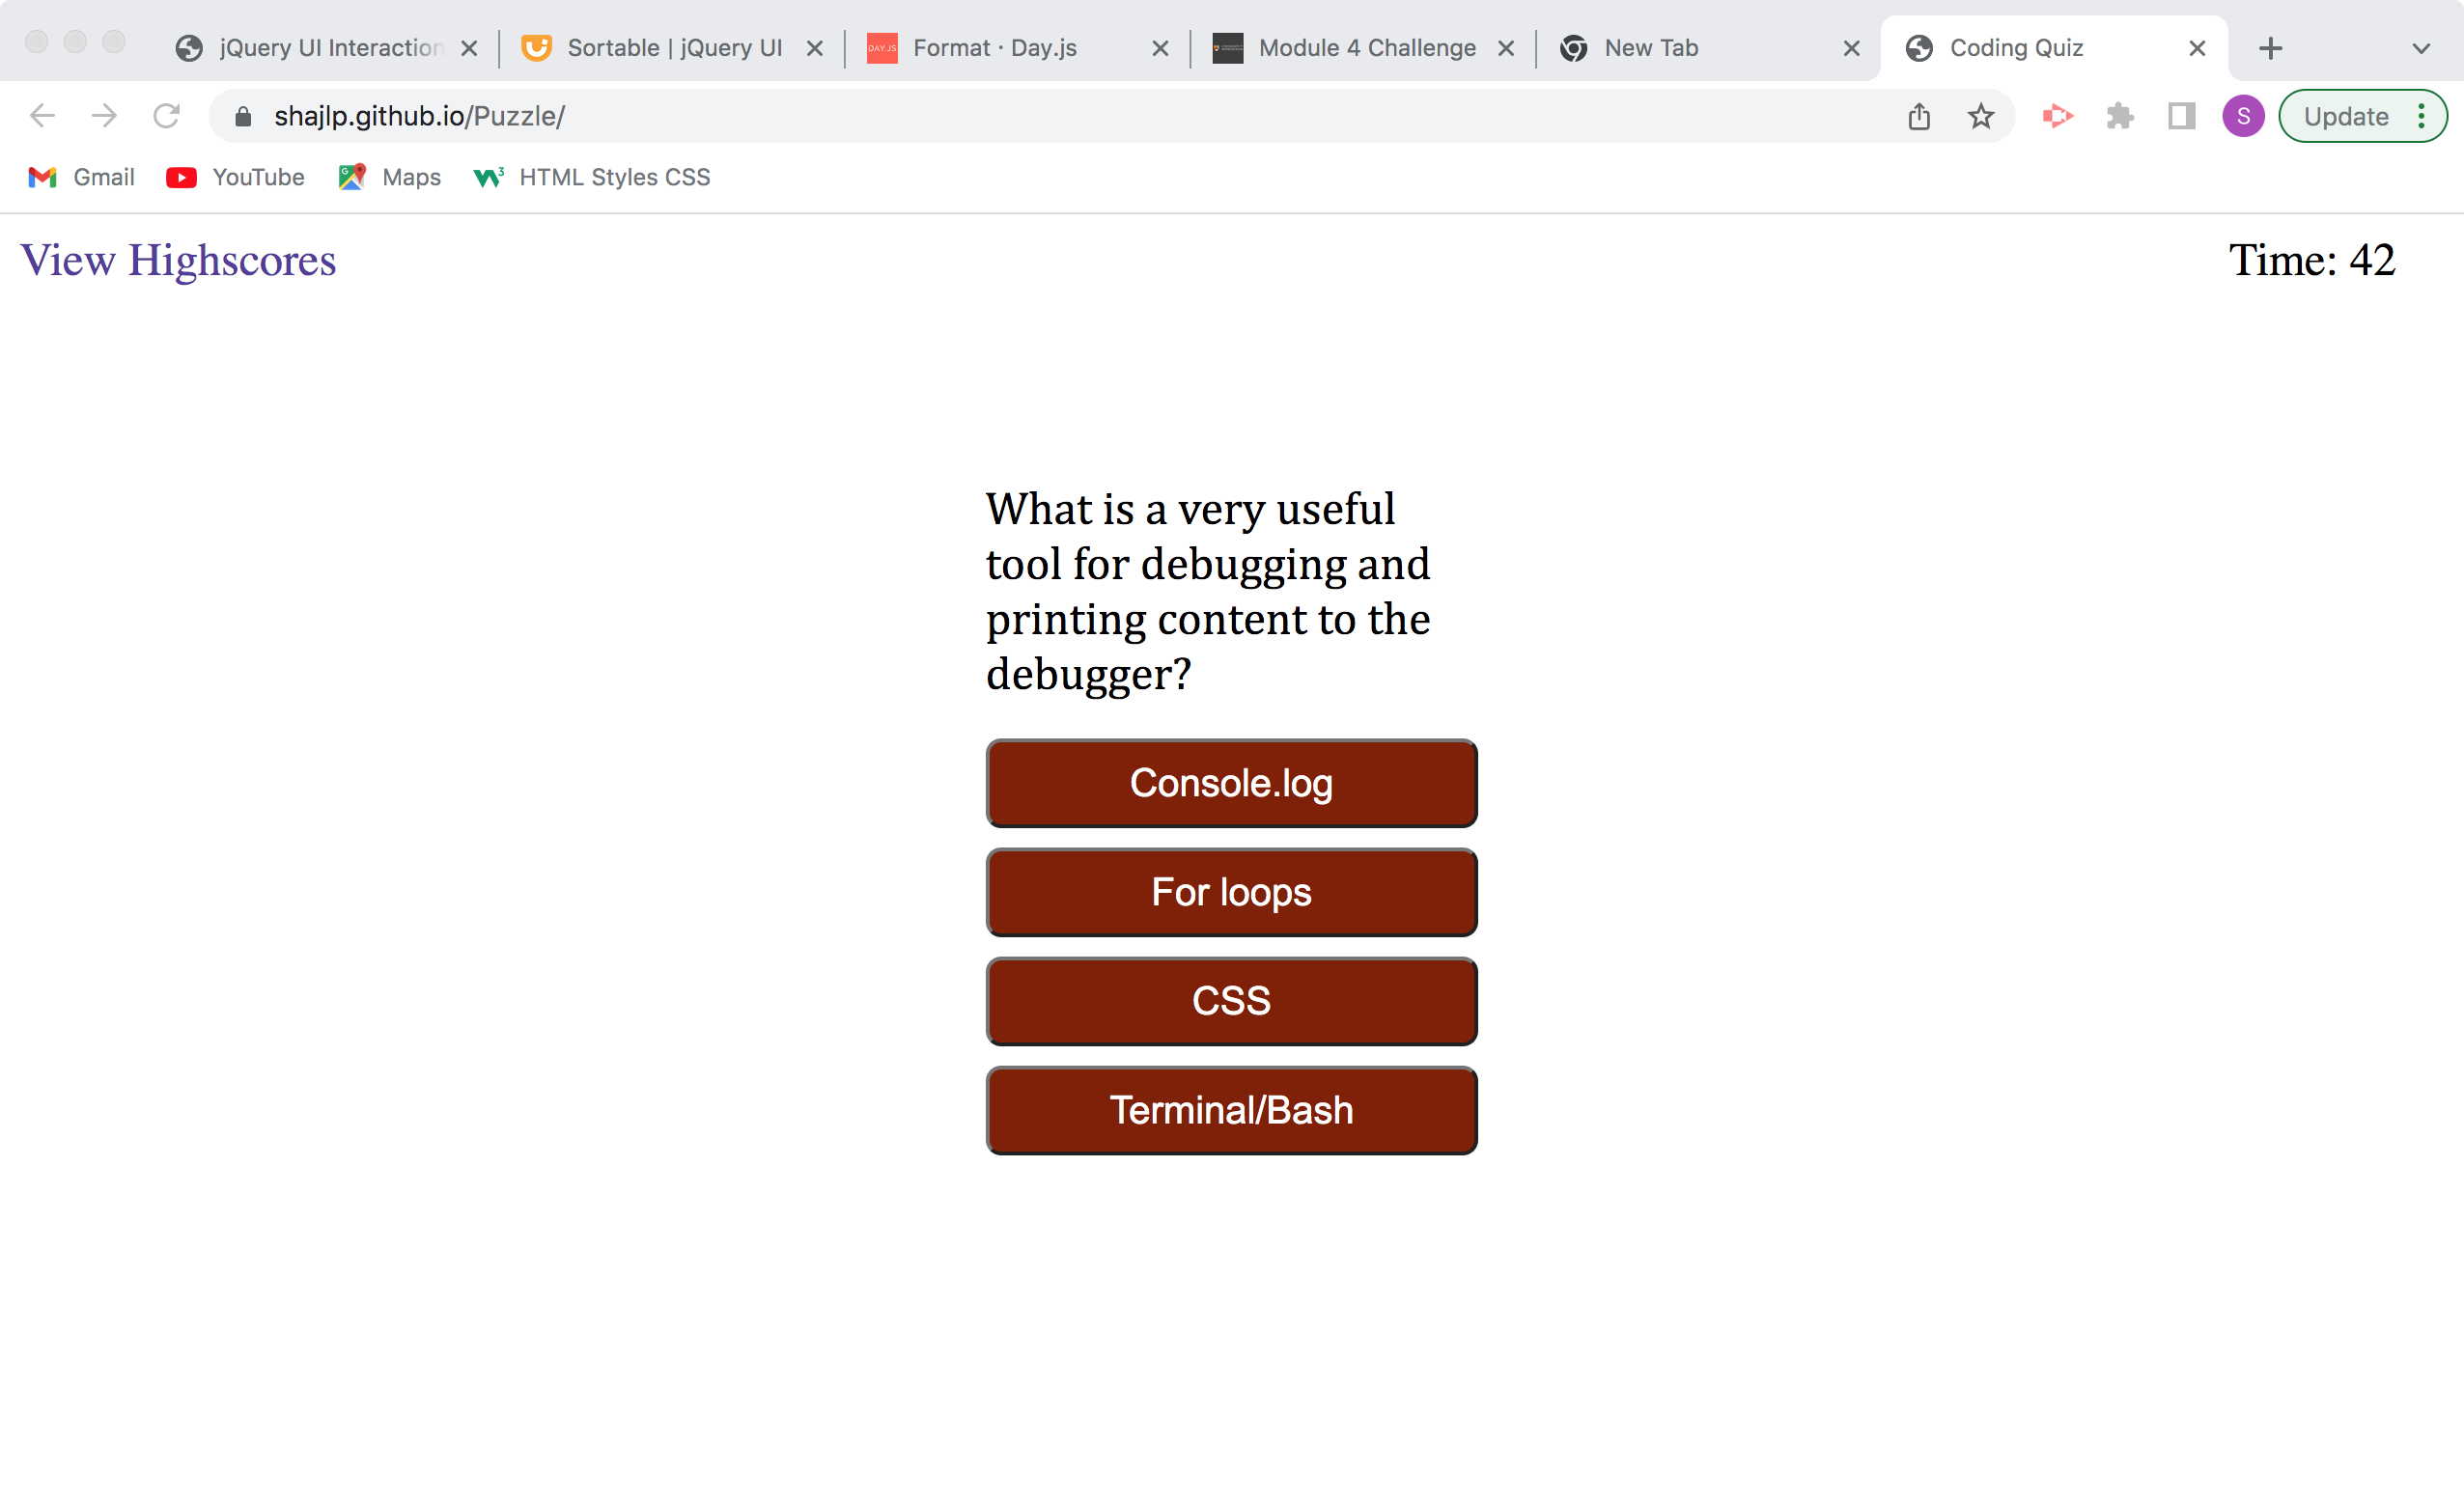 jQuery UI Interaction
Sortable | jQuery UI
DAY.JS
Format · Day.js
Module 4 Challenge
New Tab
Coding Quiz
shajlp.github.io/Puzzle/
S
Update
Gmail
YouTube
Maps
HTML Styles CSS
View Highscores
Time: 42
What is a very useful
tool for debugging and
printing content to the
debugger?
Console.log
For loops
CSS
Terminal/Bash